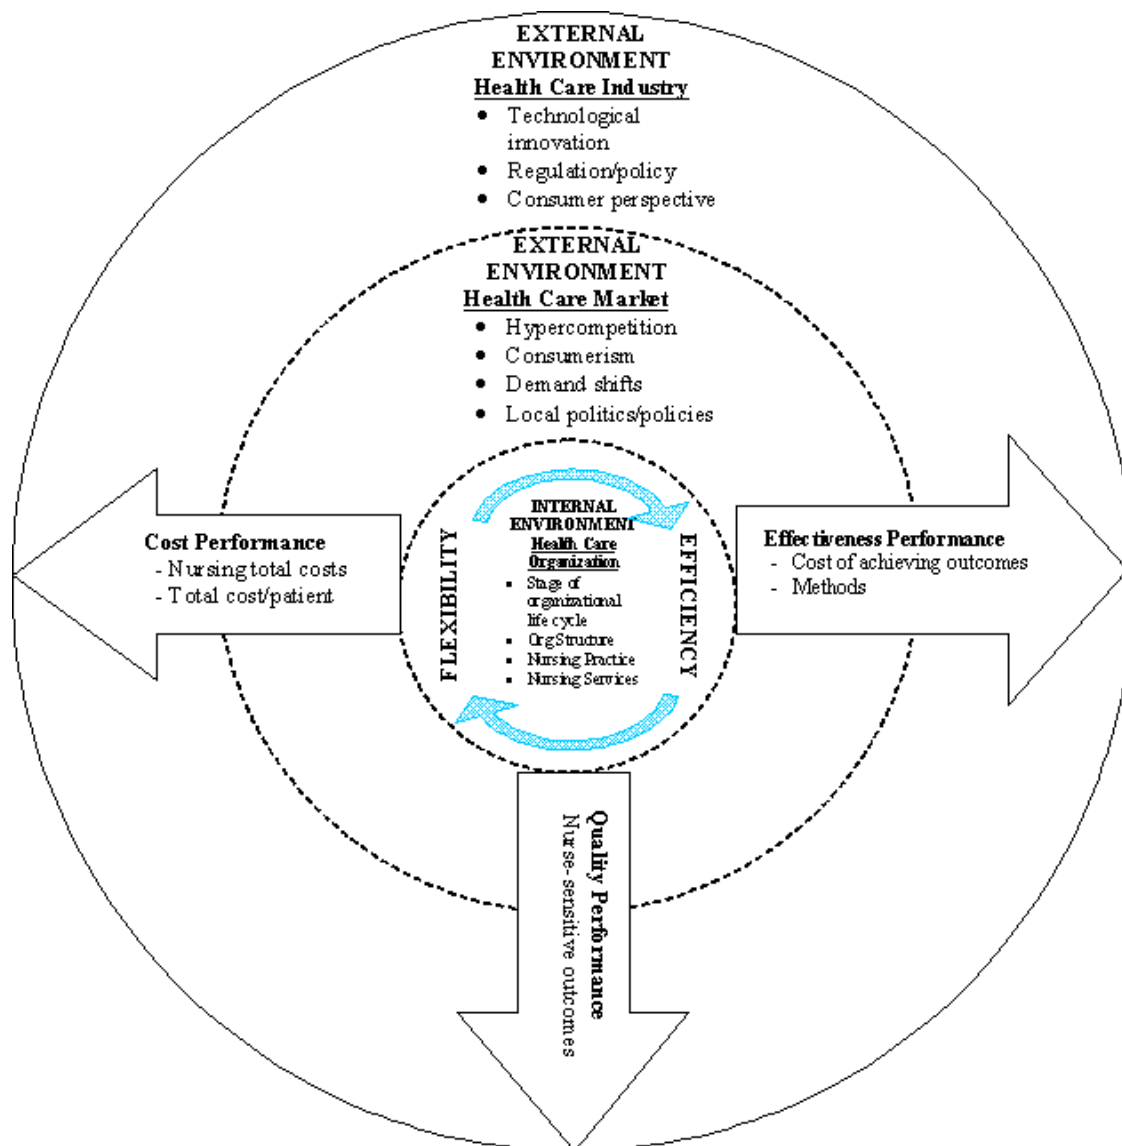 EXTERNAL
ENVIRONMENT
Health Care Industry
• Technological
innovation
• Regulation/policy
• Consumer perspective
EXTERNAL
ENVIRONMENT
Health Care Market
• Hypercompetition
• Consumerism
• Demand shifts
• Local politics/policies
Cost Performance
- Nursing total costs
- Total cost/patient
FLEXIBILITY
INTERNAL
ENVIRONMENT
Health Care
Organization
• Stage of
organizational
life cycle
• Org Structure
• Nursing Practice
• Nursing Services
EFFICIENCY
Effectiveness Performance
- Cost of achieving outcomes
- Methods
Quality Performance
Nurse-sensitive outcomes